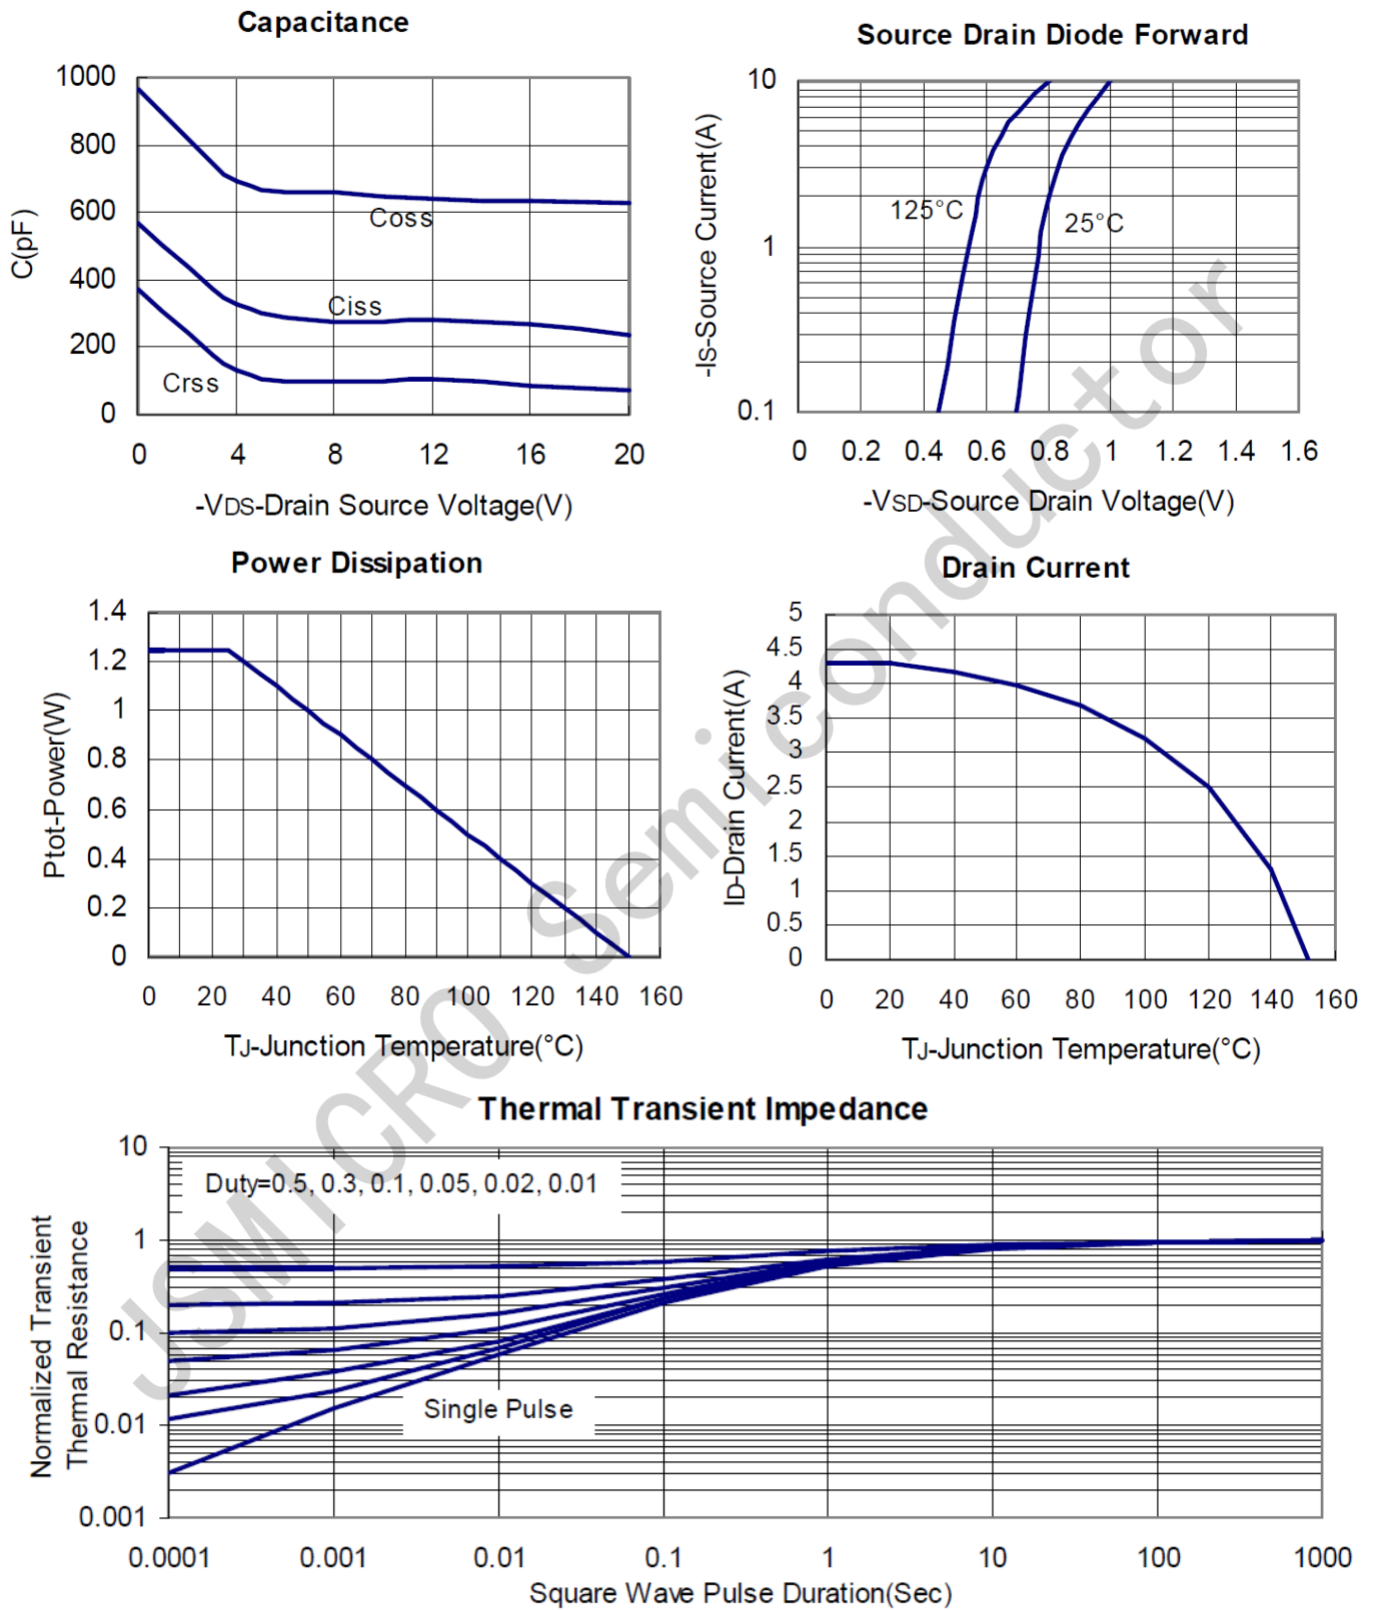 Capacitance
1000
800
600
400
200
0
C(pF)
Coss
Ciss
Crss
0 4 8 12 16 20
-VDS-Drain Source Voltage(V)
Source Drain Diode Forward
10
1
0.1
-IS-Source Current(A)
125°C
25°C
0 0.2 0.4 0.6 0.8 1 1.2 1.4 1.6
-VSD-Source Drain Voltage(V)
Power Dissipation
1.4
1.2
1
0.8
0.6
0.4
0.2
0
Ptot-Power(W)
0 20 40 60 80 100 120 140 160
TJ-Junction Temperature(°C)
Drain Current
5
4.5
4
3.5
3
2.5
2
1.5
1
0.5
0
ID-Drain Current(A)
0 20 40 60 80 100 120 140 160
TJ-Junction Temperature(°C)
Thermal Transient Impedance
10
1
0.1
0.01
0.001
Normalized Transient
Thermal Resistance
Duty=0.5, 0.3, 0.1, 0.05, 0.02, 0.01
Single Pulse
0.0001 0.001 0.01 0.1 1 10 100 1000
Square Wave Pulse Duration(Sec)
JSMICRO Semiconductor